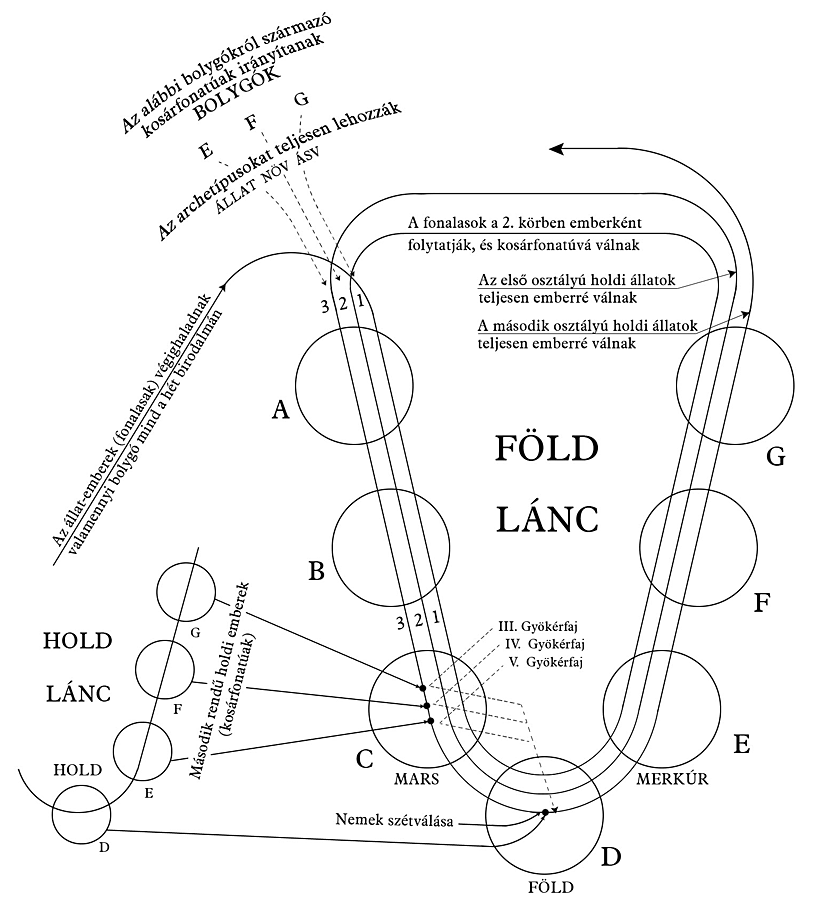 Az alábbi bolygókról származó
kosárfonatúak irányítanak
BOLYGÓK
E F G
Az archetípusokat teljesen lehozzák
ÁLLAT NÖV ÁSV
A fonalasok a 2. körben emberként
folytatják, és kosárfonatúvá válnak
Az első osztályú holdi állatok
teljesen emberré válnak
A második osztályú holdi állatok
teljesen emberré válnak
3 2 1
Az állat-emberek (fonalasak) végighaladnak
valamennyi bolygó mind a hét birodalmán
A
G
FÖLD
LÁNC
B
F
3 2 1
III. Gyökérfaj
IV. Gyökérfaj
V. Gyökérfaj
HOLD
LÁNC
G
F
E
Második rendű holdi emberek
(kosárfonatúak)
HOLD
D
C
MARS
E
MERKÚR
Nemek szétválása
D
FÖLD